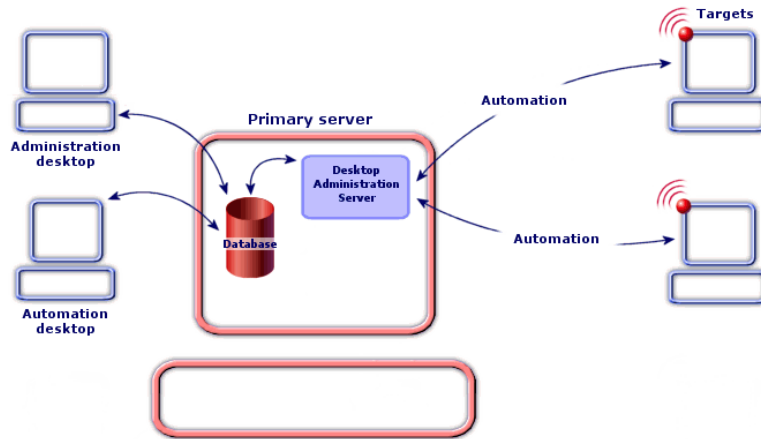 Targets
Automation
Primary server
Administration
desktop
Desktop
Administration
Server
Database
Automation
Automation
desktop